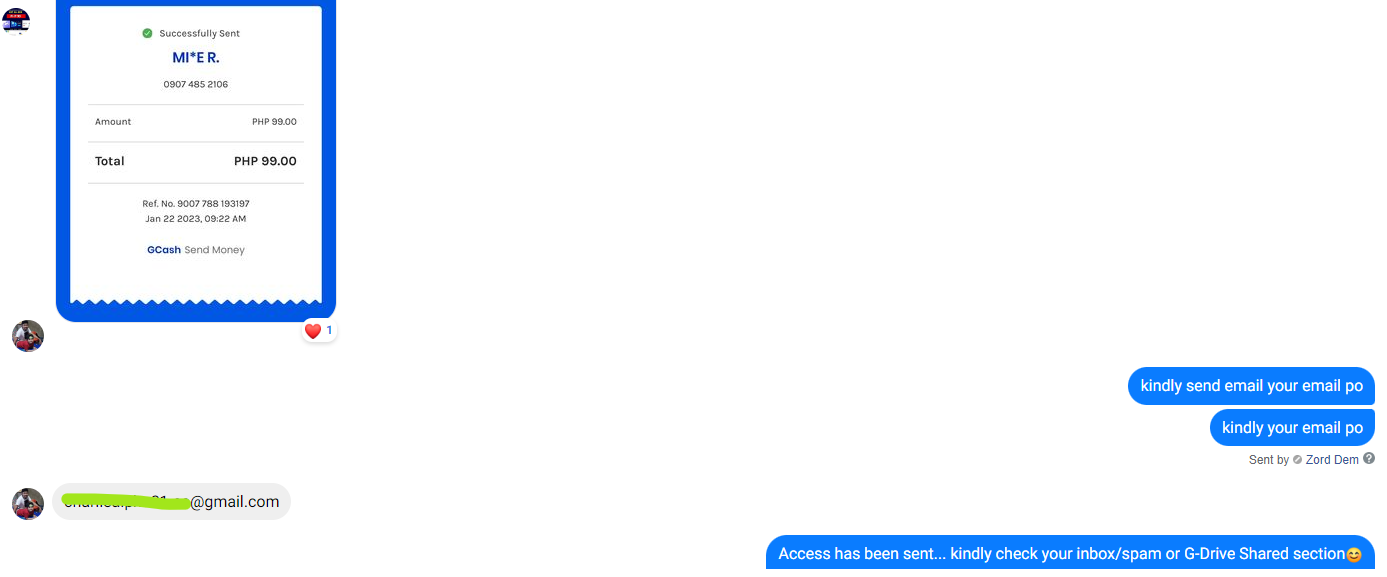 Successfully Sent
MI*E R.
0907 485 2106
Amount PHP 99.00
Total PHP 99.00
Ref. No. 9007 788 193197
Jan 22 2023, 09:22 AM
GCash Send Money
1
kindly send email your email po
kindly your email po
Sent by Zord Dem ?
@gmail.com
Access has been sent... kindly check your inbox/spam or G-Drive Shared section😊